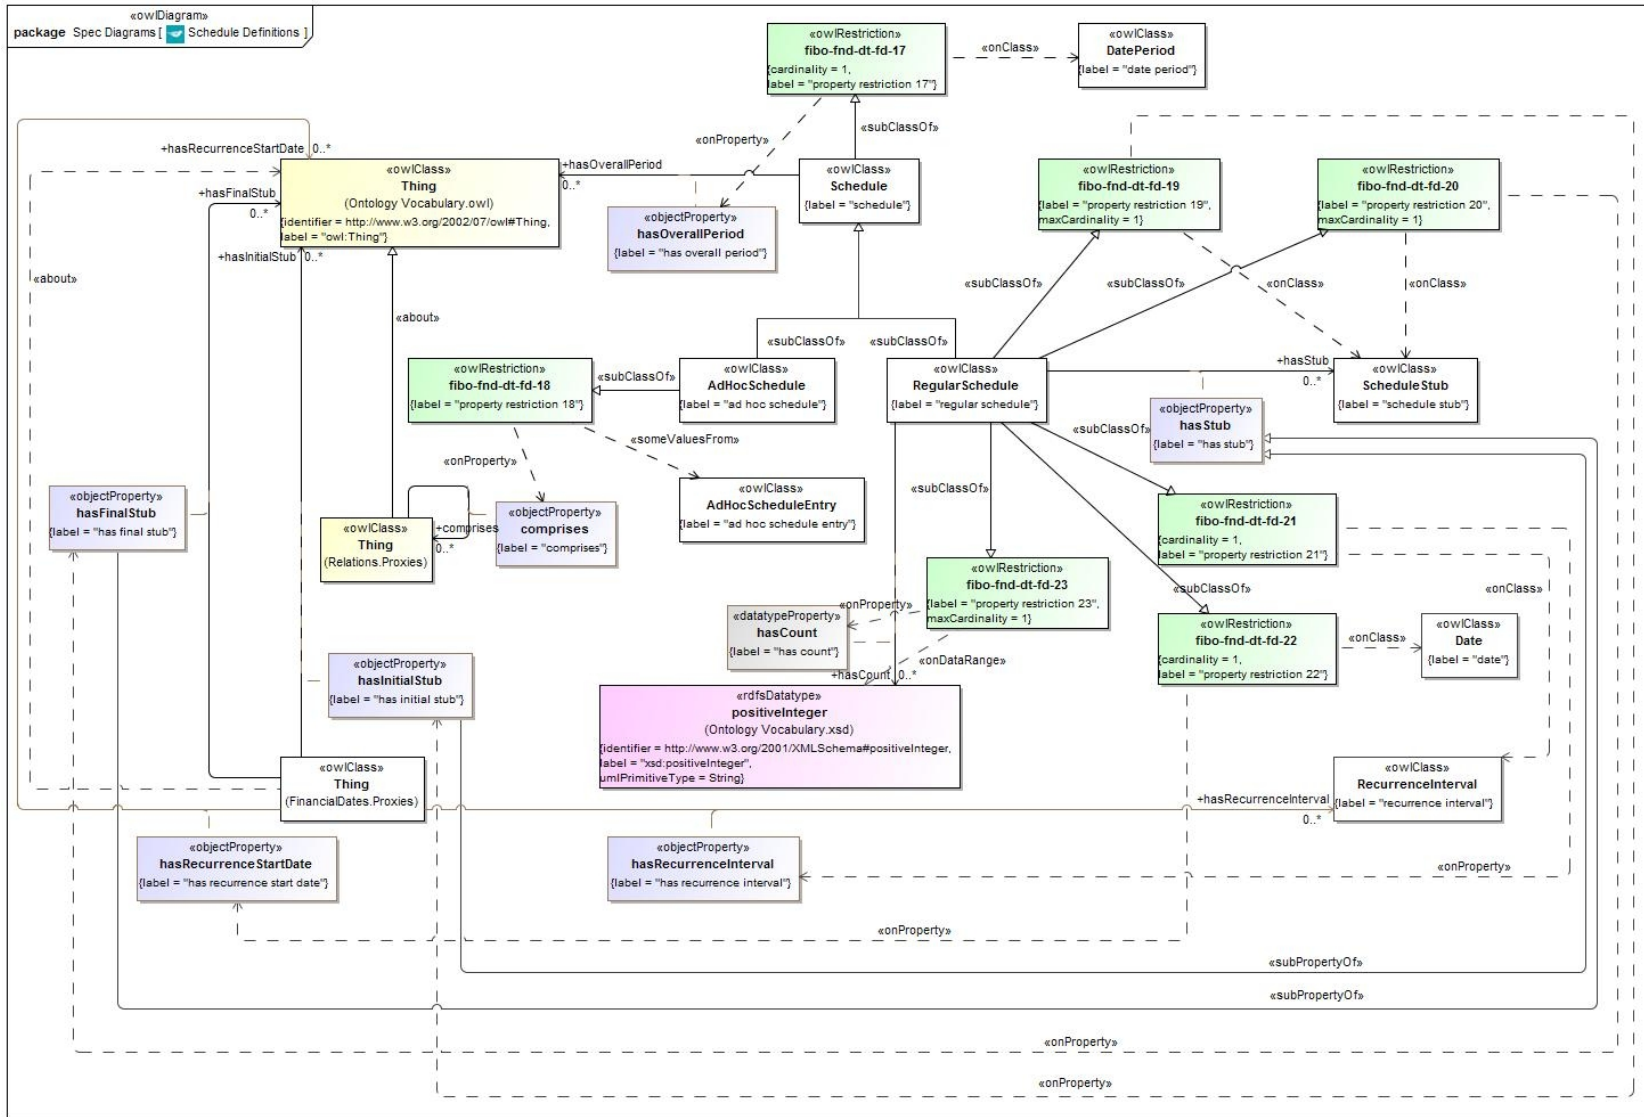 «owlDiagram»
package Spec Diagrams [ Schedule Definitions ]
«owlRestriction»
fibo-fnd-dt-fd-17
{cardinality = 1,
label = "property restriction 17"}
«onClass»
«owlClass»
DatePeriod
{label = "date period"}
«subClassOf»
«onProperty»
+hasRecurrenceStartDate 0..*
«owlClass»
Thing
(Ontology Vocabulary.owl)
{identifier = http://www.w3.org/2002/07/owl#Thing,
label = "owl:Thing"}
+hasOverallPeriod
0..*
«owlClass»
Schedule
{label = "schedule"}
«owlRestriction»
fibo-fnd-dt-fd-19
{label = "property restriction 19",
maxCardinality = 1}
«owlRestriction»
fibo-fnd-dt-fd-20
{label = "property restriction 20",
maxCardinality = 1}
+hasFinalStub
0..*
«objectProperty»
hasOverallPeriod
{label = "has overall period"}
+hasInitialStub 0..*
«about»
«subClassOf»
«subClassOf»
«onClass»
«onClass»
«about»
«subClassOf»
«subClassOf»
«owlRestriction»
fibo-fnd-dt-fd-18
{label = "property restriction 18"}
«subClassOf»
«owlClass»
AdHocSchedule
{label = "ad hoc schedule"}
«owlClass»
RegularSchedule
{label = "regular schedule"}
+hasStub
0..*
«owlClass»
ScheduleStub
{label = "schedule stub"}
«objectProperty»
hasStub
{label = "has stub"}
«someValuesFrom»
«onProperty»
«subClassOf»
«subClassOf»
«owlClass»
AdHocScheduleEntry
{label = "ad hoc schedule entry"}
«objectProperty»
hasFinalStub
{label = "has final stub"}
«owlClass»
Thing
(Relations.Proxies)
+comprises
0..*
«objectProperty»
comprises
{label = "comprises"}
«owlRestriction»
fibo-fnd-dt-fd-21
{cardinality = 1,
label = "property restriction 21"}
«owlRestriction»
fibo-fnd-dt-fd-23
{label = "property restriction 23",
maxCardinality = 1}
«subClassOf»
«onClass»
«onProperty»
«datatypeProperty»
hasCount
{label = "has count"}
«owlRestriction»
fibo-fnd-dt-fd-22
{cardinality = 1,
label = "property restriction 22"}
«onClass»
«owlClass»
Date
{label = "date"}
«onDataRange»
+hasCount 0..*
«objectProperty»
hasInitialStub
{label = "has initial stub"}
«rdfsDatatype»
positiveInteger
(Ontology Vocabulary.xsd)
{identifier = http://www.w3.org/2001/XMLSchema#positiveInteger,
label = "xsd:positiveInteger",
umlPrimitiveType = String}
«owlClass»
Thing
(FinancialDates.Proxies)
+hasRecurrenceInterval
0..*
«owlClass»
RecurrenceInterval
{label = "recurrence interval"}
«objectProperty»
hasRecurrenceStartDate
{label = "has recurrence start date"}
«objectProperty»
hasRecurrenceInterval
{label = "has recurrence interval"}
«onProperty»
«onProperty»
«subPropertyOf»
«subPropertyOf»
«onProperty»
«onProperty»